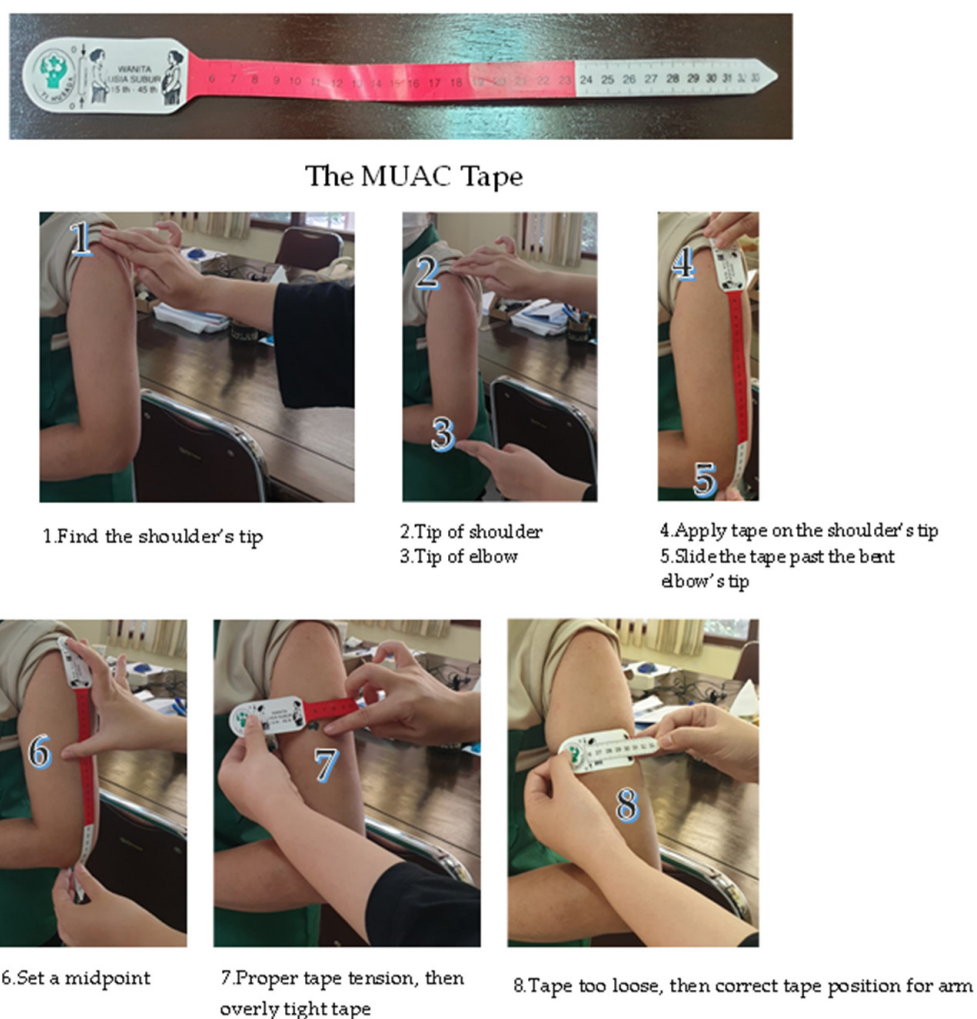 WANITA
USIA SUBUR
15 th - 45 th
0
0
6 7 8 9 10 11 12 13 14 15 16 17 18 19 20 21 22 23 24 25 26 27 28 29 30 31 32 33
The MUAC Tape
1
2
3
4
5
1.Find the shoulder's tip
2.Tip of shoulder
3.Tip of elbow
4.Apply tape on the shoulder's tip
5.Slide the tape past the bent
elbow's tip
6
7
8
6.Set a midpoint
7.Proper tape tension, then
overly tight tape
8.Tape too loose, then correct tape position for arm